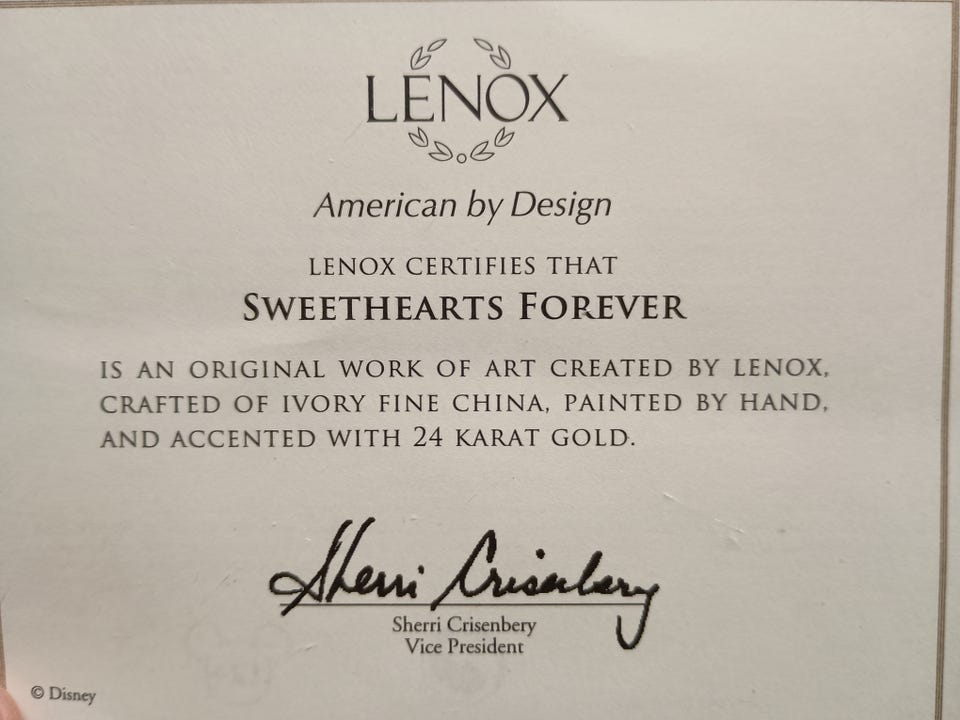 LENOX
American by Design
LENOX CERTIFIES THAT
SWEETHEARTS FOREVER
IS AN ORIGINAL WORK OF ART CREATED BY LENOX,
CRAFTED OF IVORY FINE CHINA, PAINTED BY HAND,
AND ACCENTED WITH 24 KARAT GOLD.
Sherri Crisenbery
Sherri Crisenbery
Vice President
© Disney